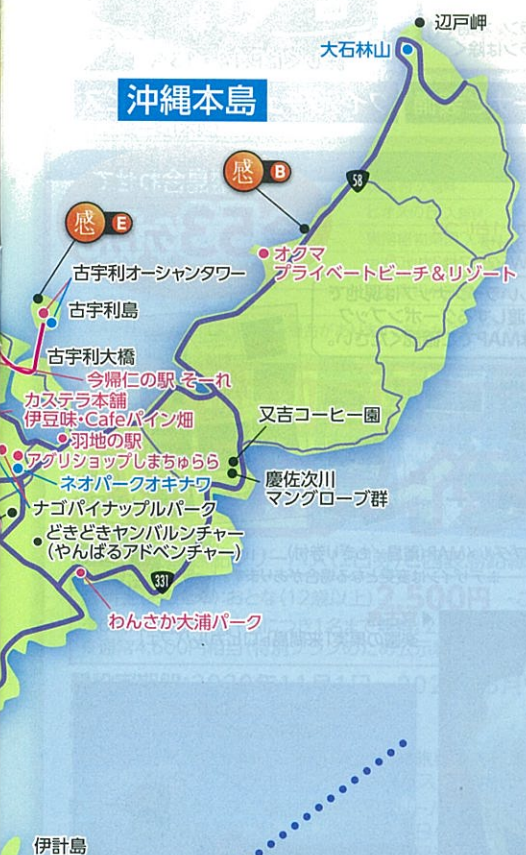 辺戸岬
大石林山
沖縄本島
感 B
58
感 E
オクマ
プライベートビーチ&リゾート
古宇利オーシャンタワー
古宇利島
古宇利大橋
今帰仁の駅 そーれ
カステラ本舗
伊豆味・Cafeパイン畑
又吉コーヒー園
羽地の駅
アグリショップしまちゅらら
ネオパークオキナワ
慶佐次川
マングローブ群
ナゴパイナップルパーク
どきどきヤンバルンチャー
(やんばるアドベンチャー)
331
わんさか大浦パーク
伊計島